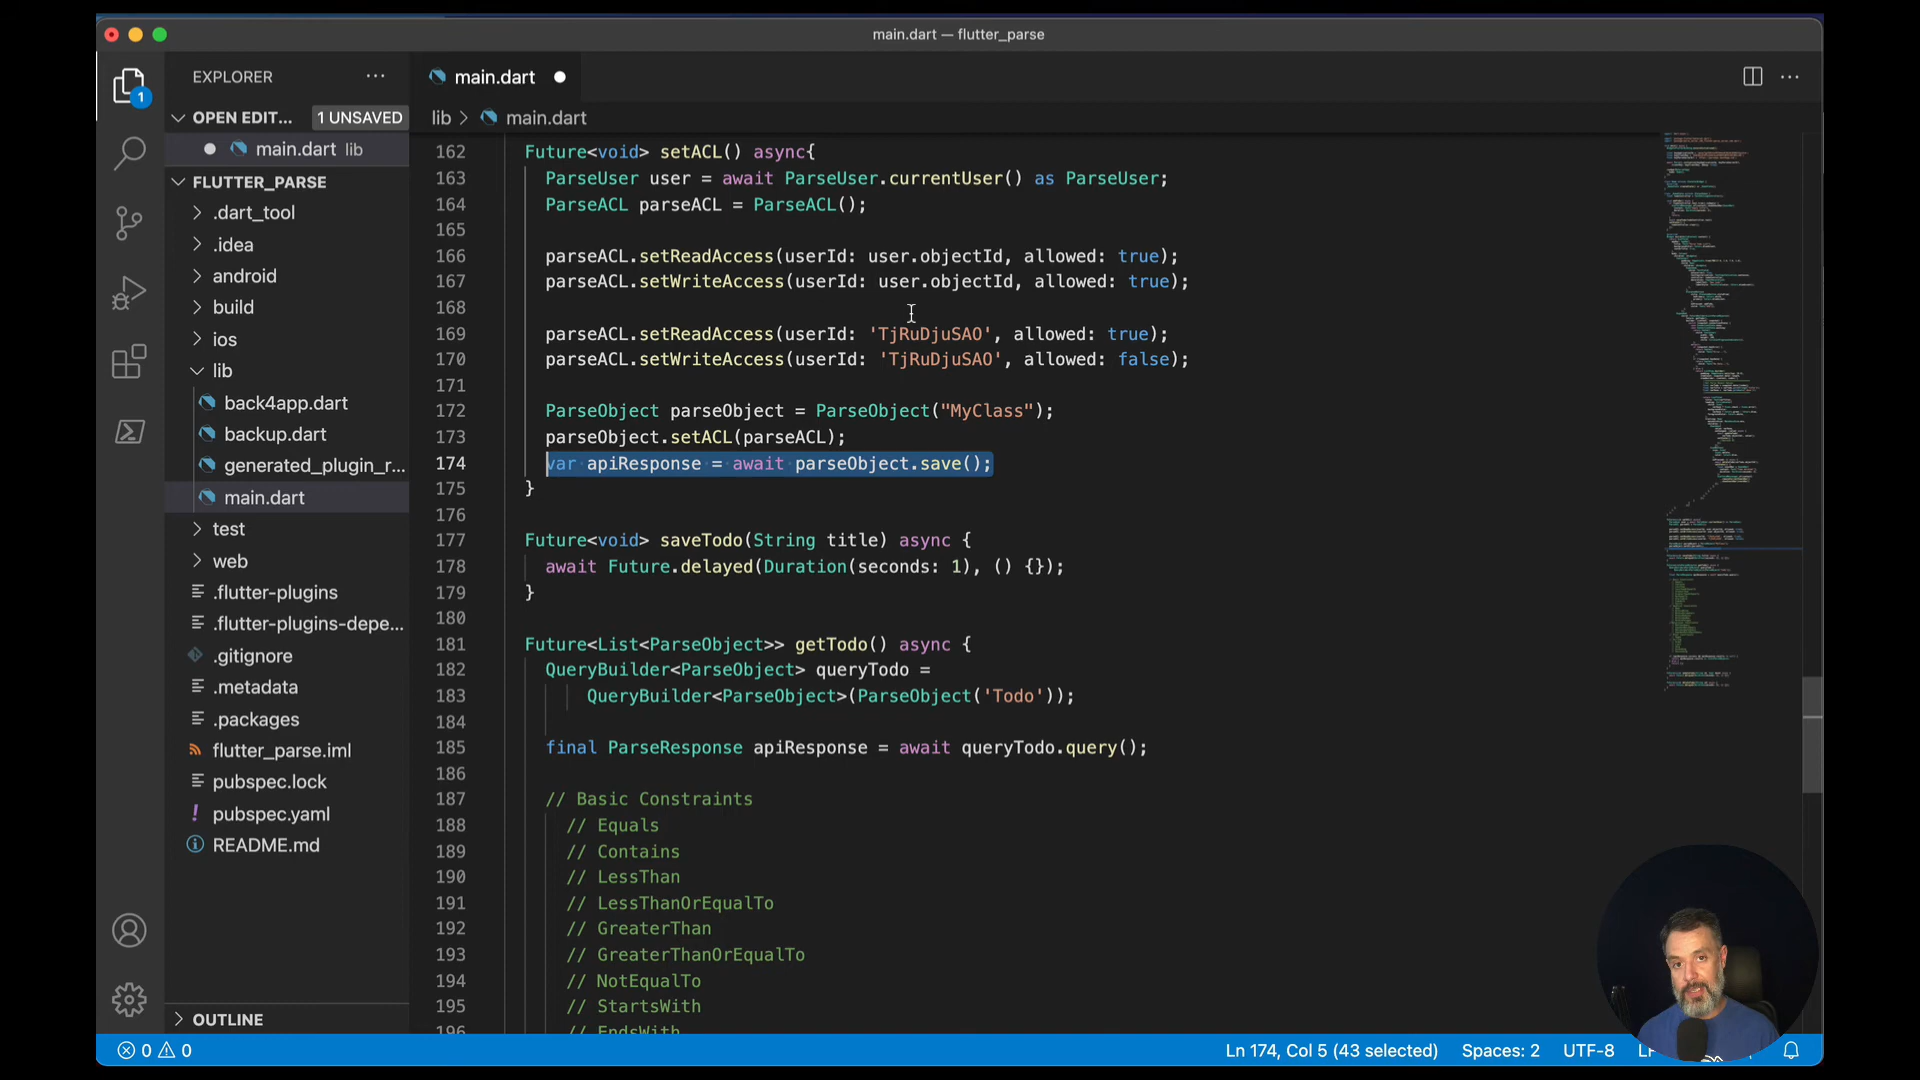 main.dart — flutter_parse
EXPLORER
main.dart
1
OPEN EDIT... 1 UNSAVED
lib > main.dart
main.dart lib
FLUTTER_PARSE
.dart_tool
.idea
android
build
ios
lib
back4app.dart
backup.dart
generated_plugin_r...
main.dart
test
web
.flutter-plugins
.flutter-plugins-depe...
.gitignore
.metadata
.packages
flutter_parse.iml
pubspec.lock
pubspec.yaml
README.md
OUTLINE
162 Future<void> setACL() async{
163 ParseUser user = await ParseUser.currentUser() as ParseUser;
164 ParseACL parseACL = ParseACL();
165
166 parseACL.setReadAccess(userId: user.objectId, allowed: true);
167 parseACL.setWriteAccess(userId: user.objectId, allowed: true);
168
169 parseACL.setReadAccess(userId: 'TjRuDjuSAO', allowed: true);
170 parseACL.setWriteAccess(userId: 'TjRuDjuSAO', allowed: false);
171
172 ParseObject parseObject = ParseObject("MyClass");
173 parseObject.setACL(parseACL);
174 var apiResponse = await parseObject.save();
175 }
176
177 Future<void> saveTodo(String title) async {
178 await Future.delayed(Duration(seconds: 1), () {});
179 }
180
181 Future<List<ParseObject>> getTodo() async {
182 QueryBuilder<ParseObject> queryTodo =
183 QueryBuilder<ParseObject>(ParseObject('Todo'));
184
185 final ParseResponse apiResponse = await queryTodo.query();
186
187 // Basic Constraints
188 // Equals
189 // Contains
190 // LessThan
191 // LessThanOrEqualTo
192 // GreaterThan
193 // GreaterThanOrEqualTo
194 // NotEqualTo
195 // StartsWith
196 // EndsWith
0 0
Ln 174, Col 5 (43 selected) Spaces: 2 UTF-8